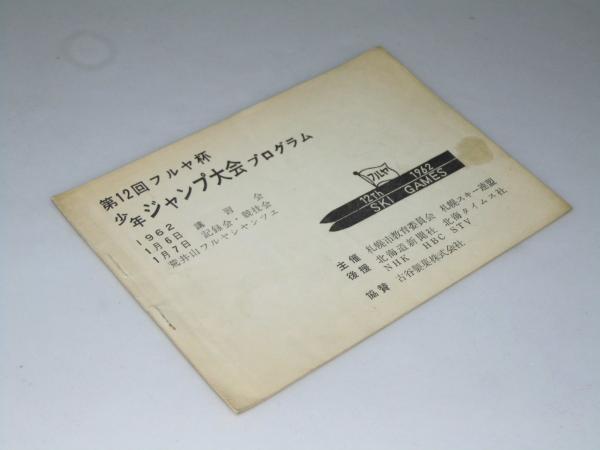 第12回フルヤ杯
少年ジャンプ大会プログラム
1962
1月6日 講習会
1月7日 記録会・競技会
荒井山フルヤシャンツェ
フルヤ
12th 1962
SKI GAMES
主催 札幌市教育委員会 札幌スキー連盟
後援 北海道新聞社 北海タイムス社
NHK HBC STV
協賛 古谷製菓株式会社